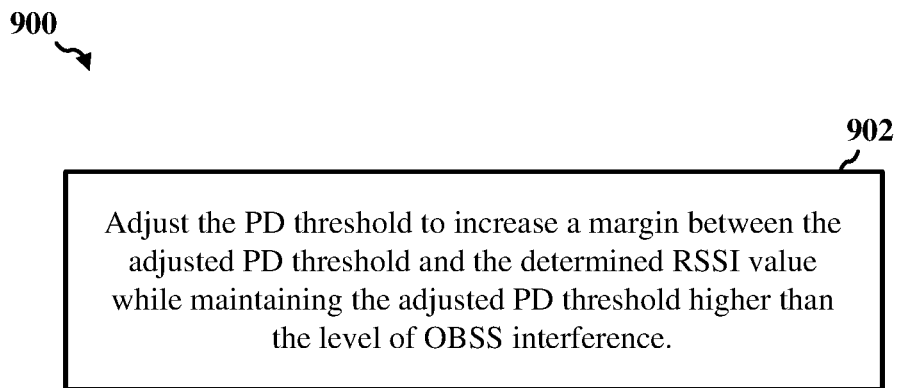 900
902
Adjust the PD threshold to increase a margin between the
adjusted PD threshold and the determined RSSI value
while maintaining the adjusted PD threshold higher than
the level of OBSS interference.